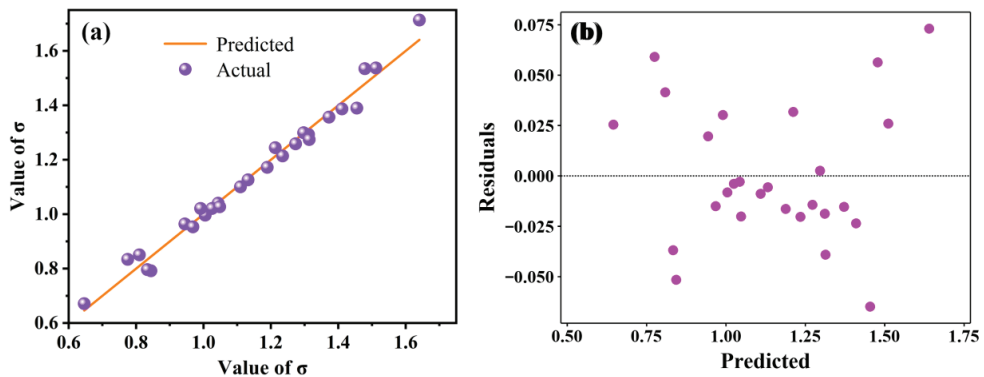 (a)
Predicted
Actual
Value of σ
1.6
1.4
1.2
1.0
0.8
0.6
0.6 0.8 1.0 1.2 1.4 1.6
Value of σ
(b)
Residuals
0.075
0.050
0.025
0.000
−0.025
−0.050
0.50 0.75 1.00 1.25 1.50 1.75
Predicted